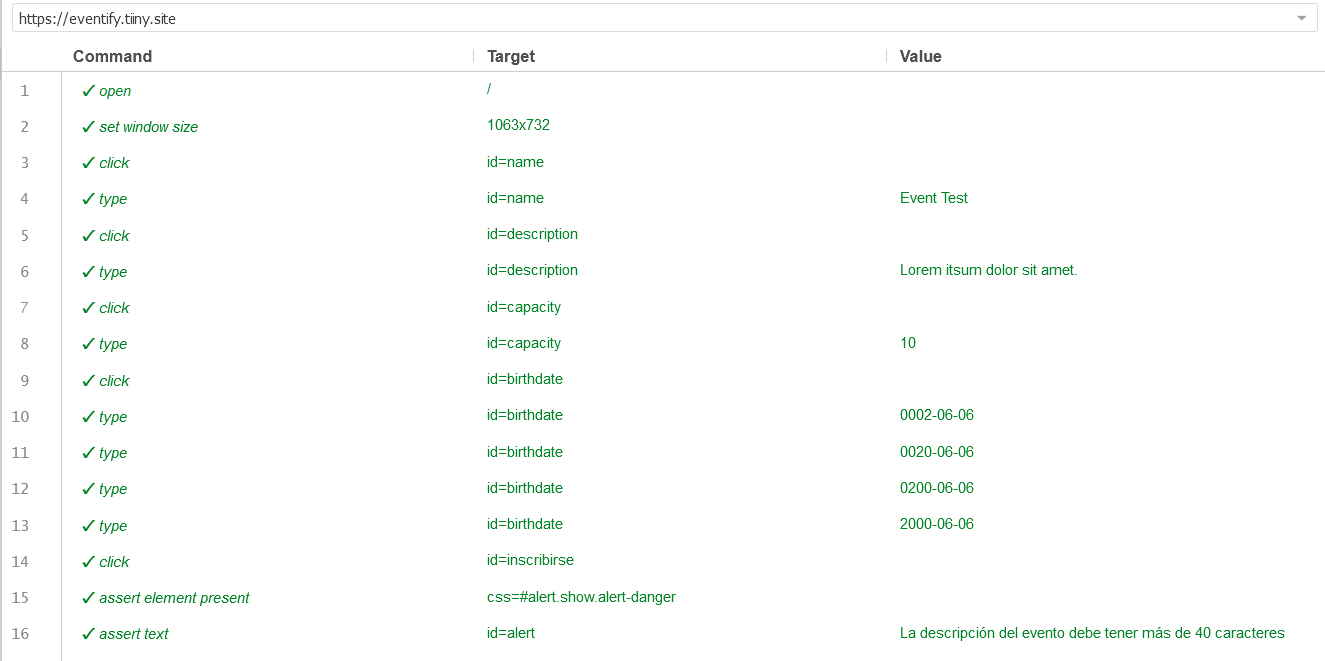 https://eventify.tiiny.site
Command Target Value
1 ✓ open /
2 ✓ set window size 1063x732
3 ✓ click id=name
4 ✓ type id=name Event Test
5 ✓ click id=description
6 ✓ type id=description Lorem itsum dolor sit amet.
7 ✓ click id=capacity
8 ✓ type id=capacity 10
9 ✓ click id=birthdate
10 ✓ type id=birthdate 0002-06-06
11 ✓ type id=birthdate 0020-06-06
12 ✓ type id=birthdate 0200-06-06
13 ✓ type id=birthdate 2000-06-06
14 ✓ click id=inscribirse
15 ✓ assert element present css=#alert.show.alert-danger
16 ✓ assert text id=alert La descripción del evento debe tener más de 40 caracteres